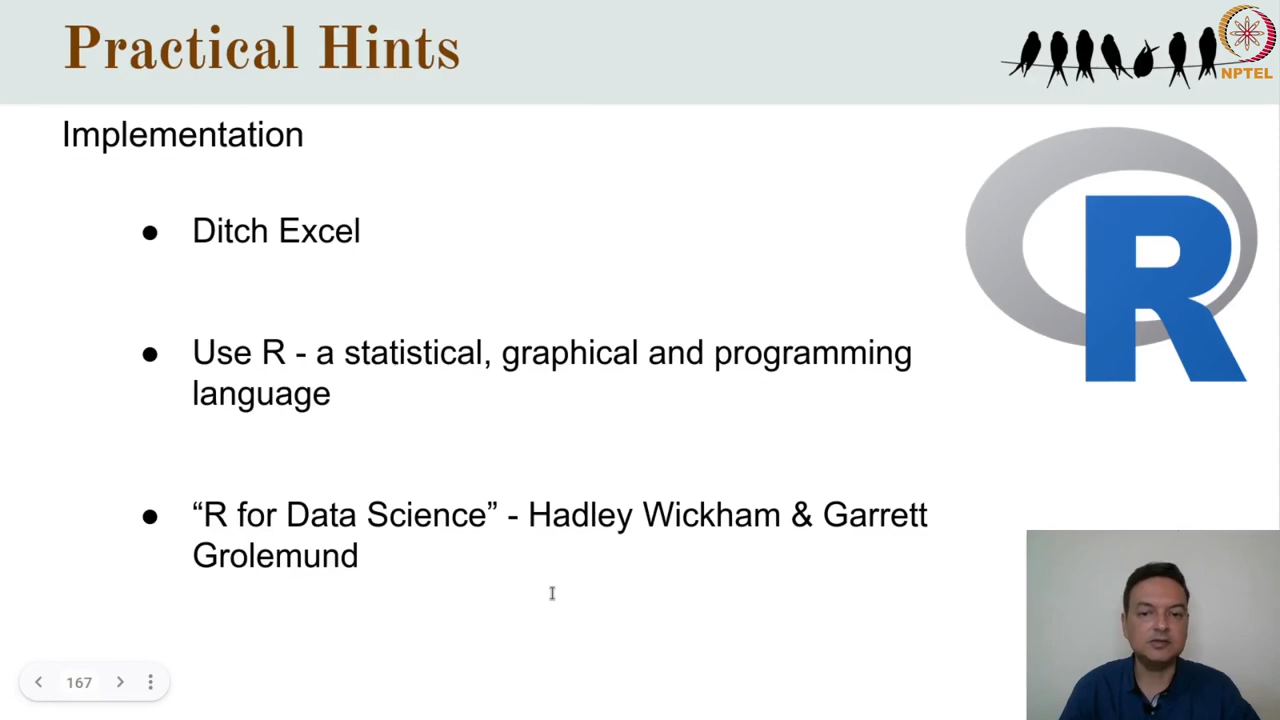 Practical Hints
NPTEL
Implementation
● Ditch Excel
● Use R - a statistical, graphical and programming
language
● “R for Data Science” - Hadley Wickham & Garrett
Grolemund
R
167